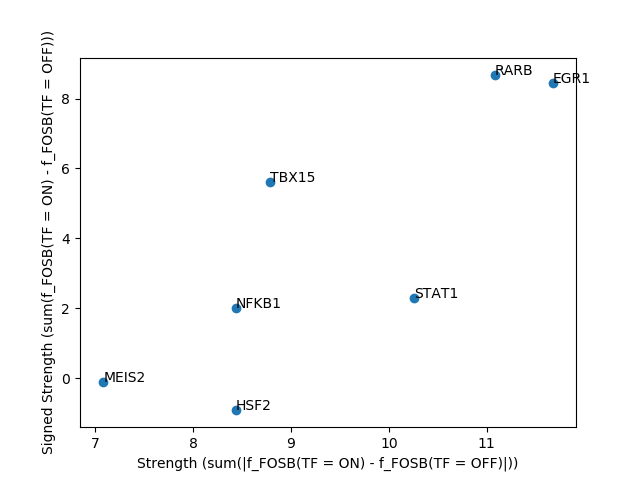 Signed Strength (sum(f_FOSB(TF = ON) - f_FOSB(TF = OFF)))
8
6
4
2
0
RARB
EGR1
TBX15
NFKB1
STAT1
MEIS2
HSF2
7
8
9
10
11
Strength (sum(|f_FOSB(TF = ON) - f_FOSB(TF = OFF)|))